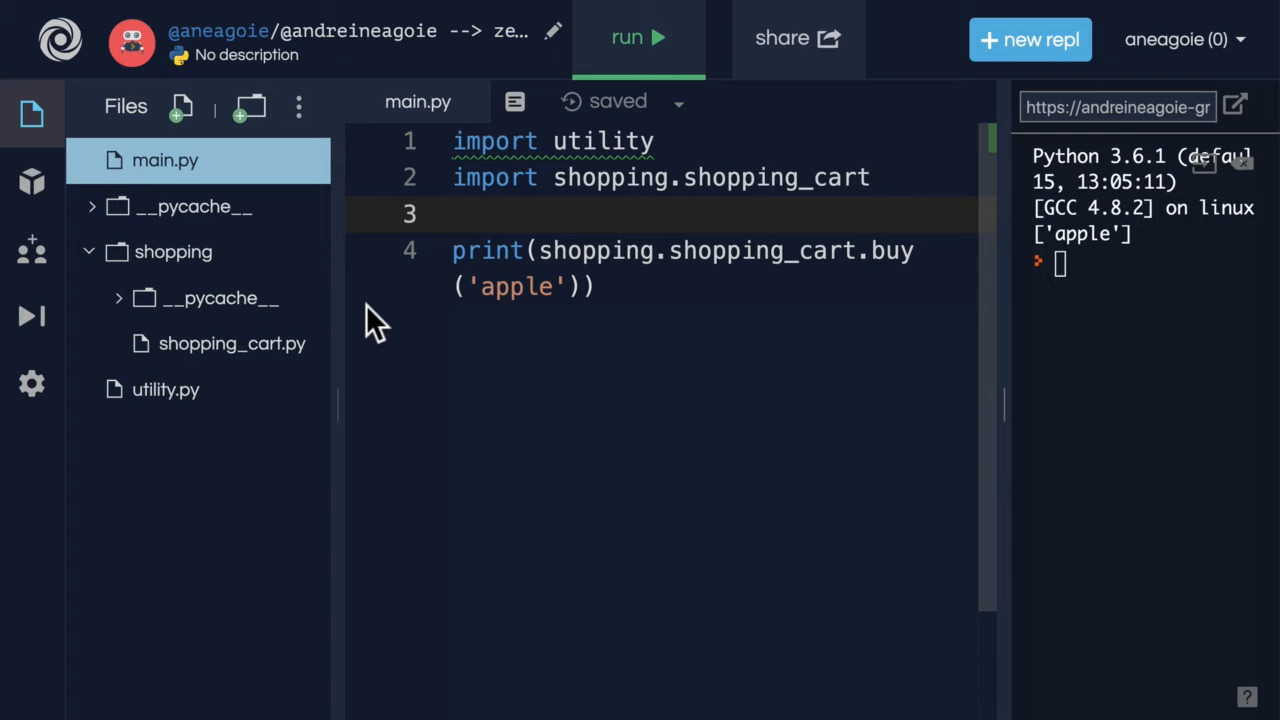 @aneagoie/@andreineagoie --> ze...
No description
run
share
+ new repl
aneagoie (0)
Files
main.py
__pycache__
shopping
__pycache__
shopping_cart.py
utility.py
main.py
saved
1 import utility
2 import shopping.shopping_cart
3
4 print(shopping.shopping_cart.buy
('apple'))
https://andreineagoie-gr
Python 3.6.1 (defaul
15, 13:05:11)
[GCC 4.8.2] on linux
['apple']
?